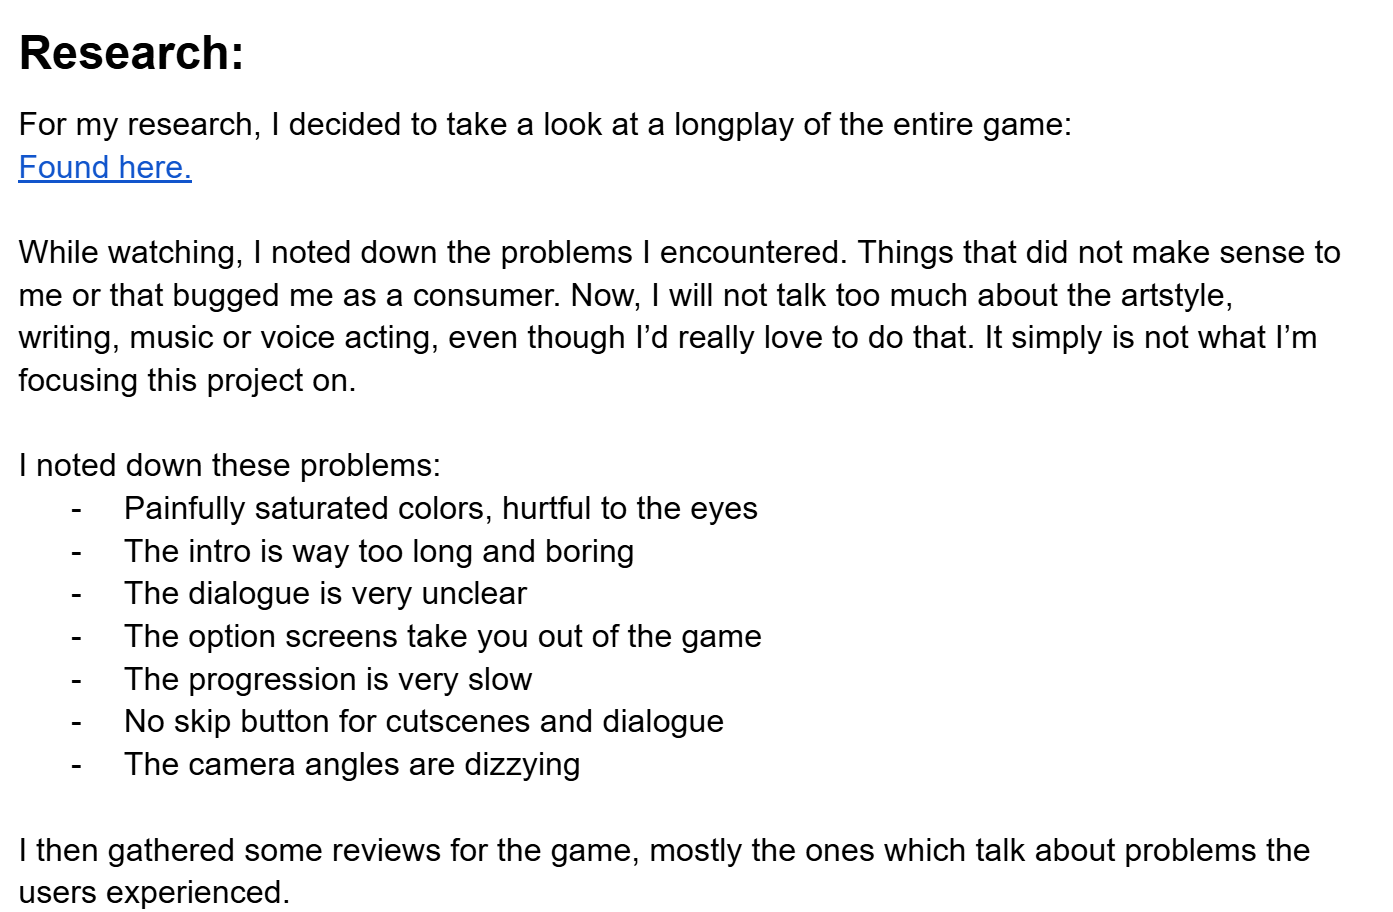 Research:
For my research, I decided to take a look at a longplay of the entire game:
Found here.
While watching, I noted down the problems I encountered. Things that did not make sense to
me or that bugged me as a consumer. Now, I will not talk too much about the artstyle,
writing, music or voice acting, even though I’d really love to do that. It simply is not what I’m
focusing this project on.
I noted down these problems:
- Painfully saturated colors, hurtful to the eyes
- The intro is way too long and boring
- The dialogue is very unclear
- The option screens take you out of the game
- The progression is very slow
- No skip button for cutscenes and dialogue
- The camera angles are dizzying
I then gathered some reviews for the game, mostly the ones which talk about problems the
users experienced.